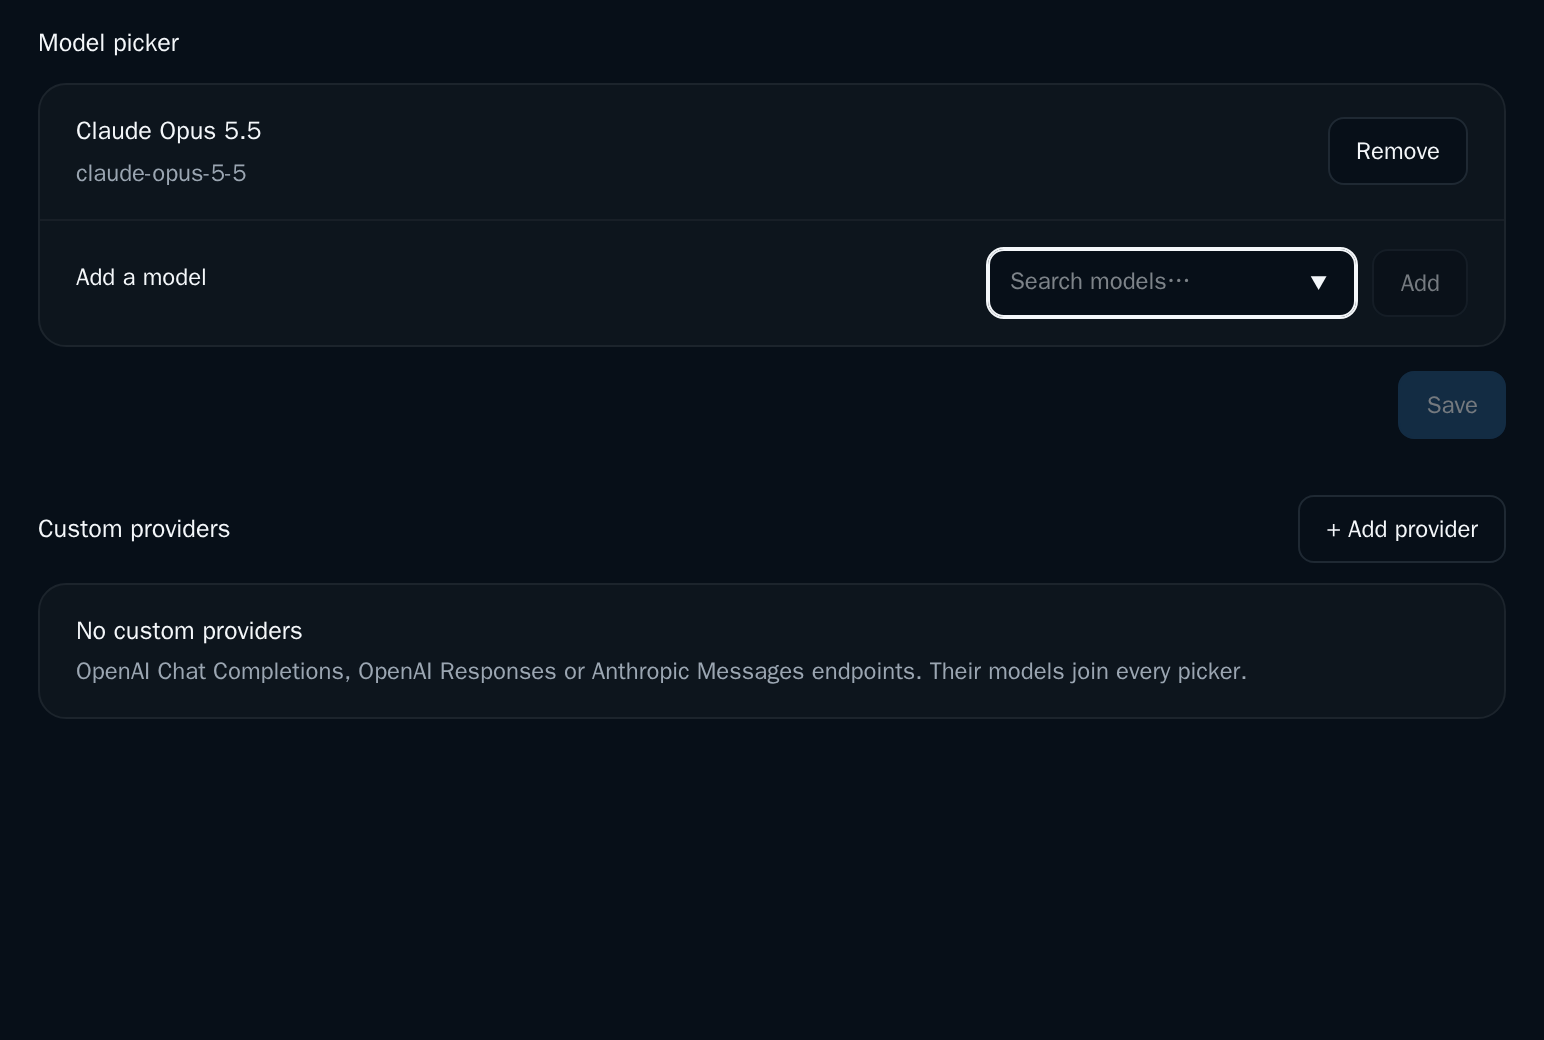 Model picker
Claude Opus 5.5
claude-opus-5-5
Remove
Add a model
Search models…
Add
Save
Custom providers
+ Add provider
No custom providers
OpenAI Chat Completions, OpenAI Responses or Anthropic Messages endpoints. Their models join every picker.